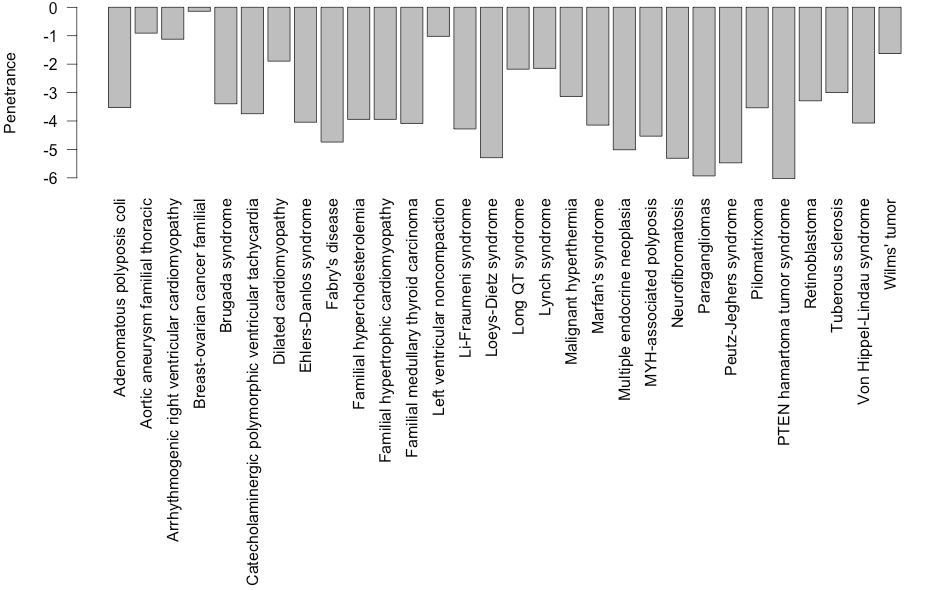 Penetrance
0
-1
-2
-3
-4
-5
-6
Adenomatous polyposis coli
Aortic aneurysm familial thoracic
Arrhythmogenic right ventricular cardiomyopathy
Breast-ovarian cancer familial
Brugada syndrome
Catecholaminergic polymorphic ventricular tachycardia
Dilated cardiomyopathy
Ehlers-Danlos syndrome
Fabry's disease
Familial hypercholesterolemia
Familial hypertrophic cardiomyopathy
Familial medullary thyroid carcinoma
Left ventricular noncompaction
Li-Fraumeni syndrome
Loeys-Dietz syndrome
Long QT syndrome
Lynch syndrome
Malignant hyperthermia
Marfan's syndrome
Multiple endocrine neoplasia
MYH-associated polyposis
Neurofibromatosis
Paragangliomas
Peutz-Jeghers syndrome
Pilomatrixoma
PTEN hamartoma tumor syndrome
Retinoblastoma
Tuberous sclerosis
Von Hippel-Lindau syndrome
Wilms' tumor